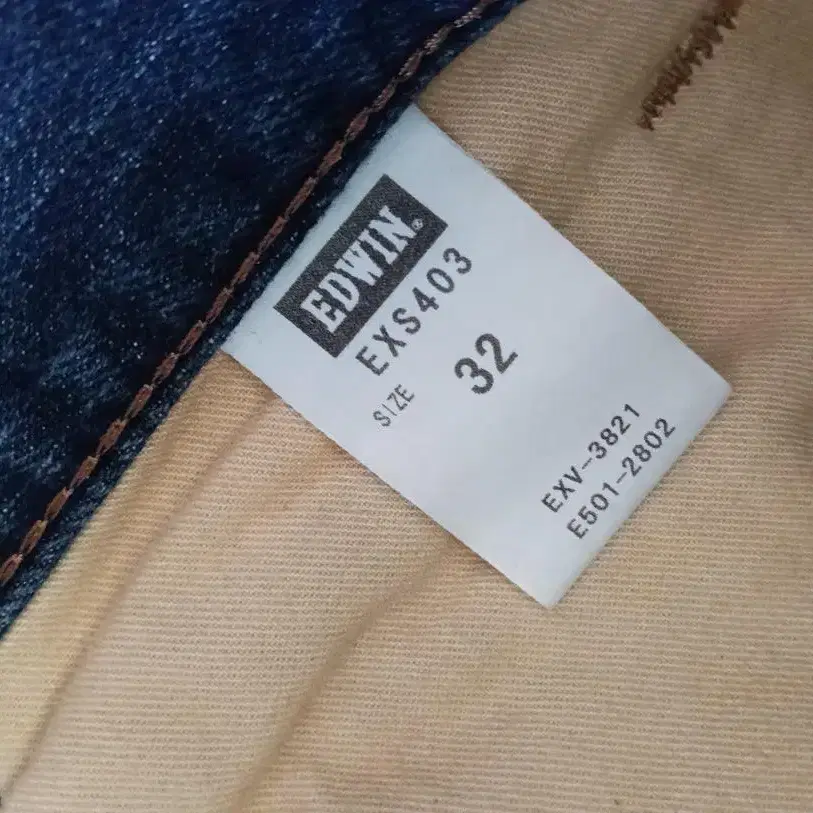 EDWIN®
EXS403
SIZE 32
EXV-3821
E501-2802